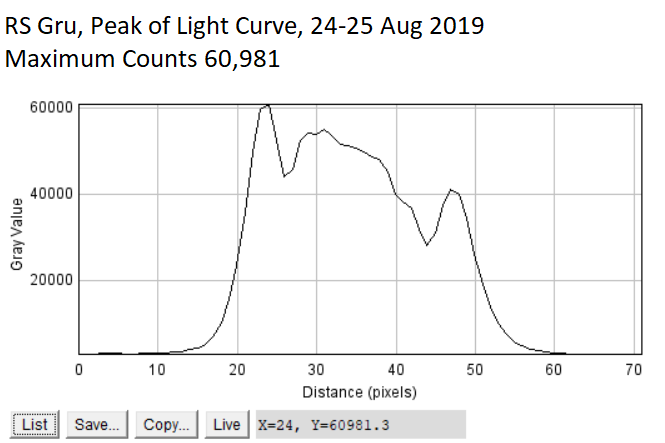 RS Gru, Peak of Light Curve, 24-25 Aug 2019
Maximum Counts 60,981
60000
40000
20000
Gray Value
0 10 20 30 40 50 60 70
Distance (pixels)
List Save... Copy... Live X=24, Y=60981.3